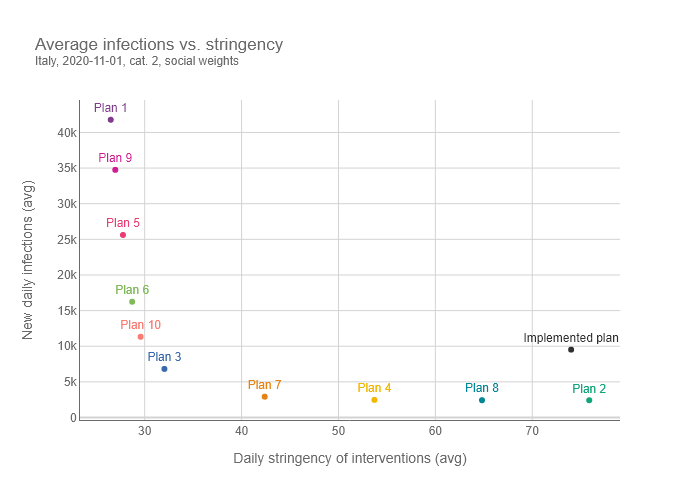 Average infections vs. stringency
Italy, 2020-11-01, cat. 2, social weights
Plan 1
40k
Plan 9
35k
30k
Plan 5
25k
20k
Plan 6
15k
Plan 10
Implemented plan
10k
Plan 3
5k
Plan 7
Plan 4
Plan 8
Plan 2
0
30
40
50
60
70
New daily infections (avg)
Daily stringency of interventions (avg)